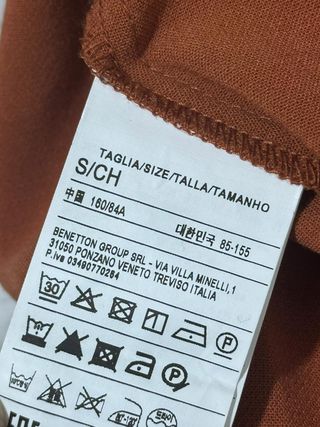 TAGLIA/SIZE/TALLA/TAMANHO
S/CH
中国 160/84A 대한민국 85-155
BENETTON GROUP SRL - VIA VILLA MINELLI,1
31050 PONZANO VENETO TREVISO ITALIA
P.IVA 03490770264
30
P